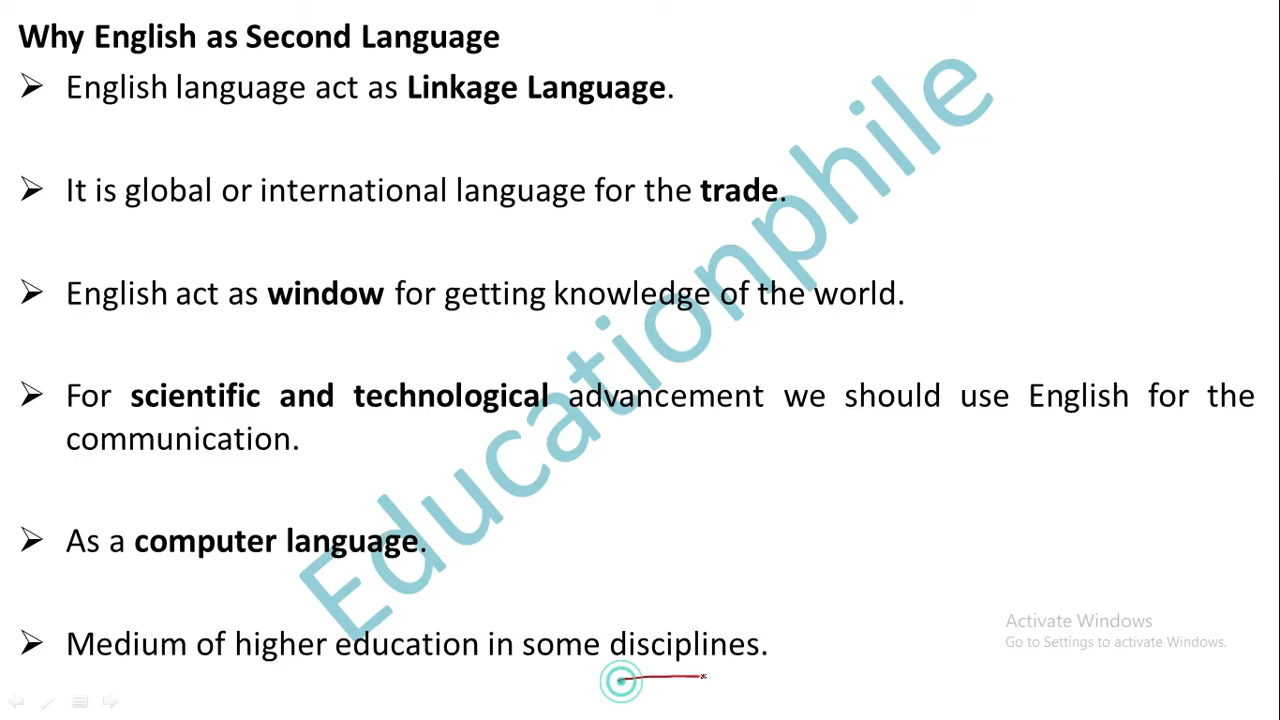 Why English as Second Language
➢ English language act as Linkage Language.
➢ It is global or international language for the trade.
➢ English act as window for getting knowledge of the world.
➢ For scientific and technological advancement we should use English for the
communication.
➢ As a computer language.
➢ Medium of higher education in some disciplines.
Educationphile
Activate Windows
Go to Settings to activate Windows.